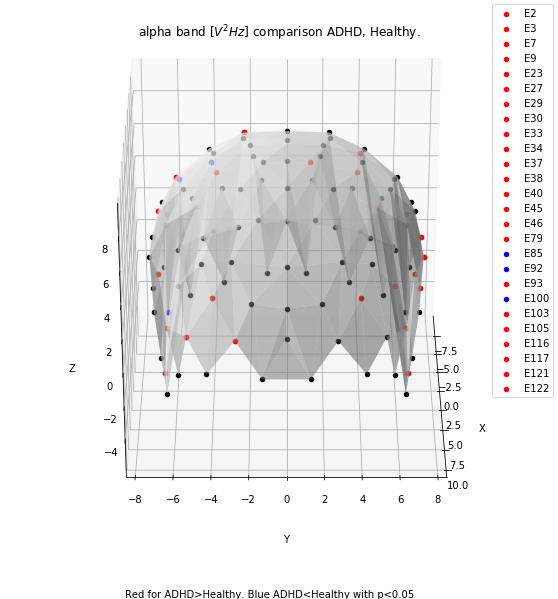 alpha band [V²Hz] comparison ADHD, Healthy.
E2
E3
E7
E9
E23
E27
E29
E30
E33
E34
E37
E38
E40
E45
E46
E79
E85
E92
E93
E100
E103
E105
E116
E117
E121
E122
8
6
4
2
0
−2
−4
Z
−7.5
−5.0
−2.5
0.0
2.5
5.0
7.5
10.0
X
−8 −6 −4 −2 0 2 4 6 8
Y
Red for ADHD>Healthy. Blue ADHD<Healthy with p<0.05